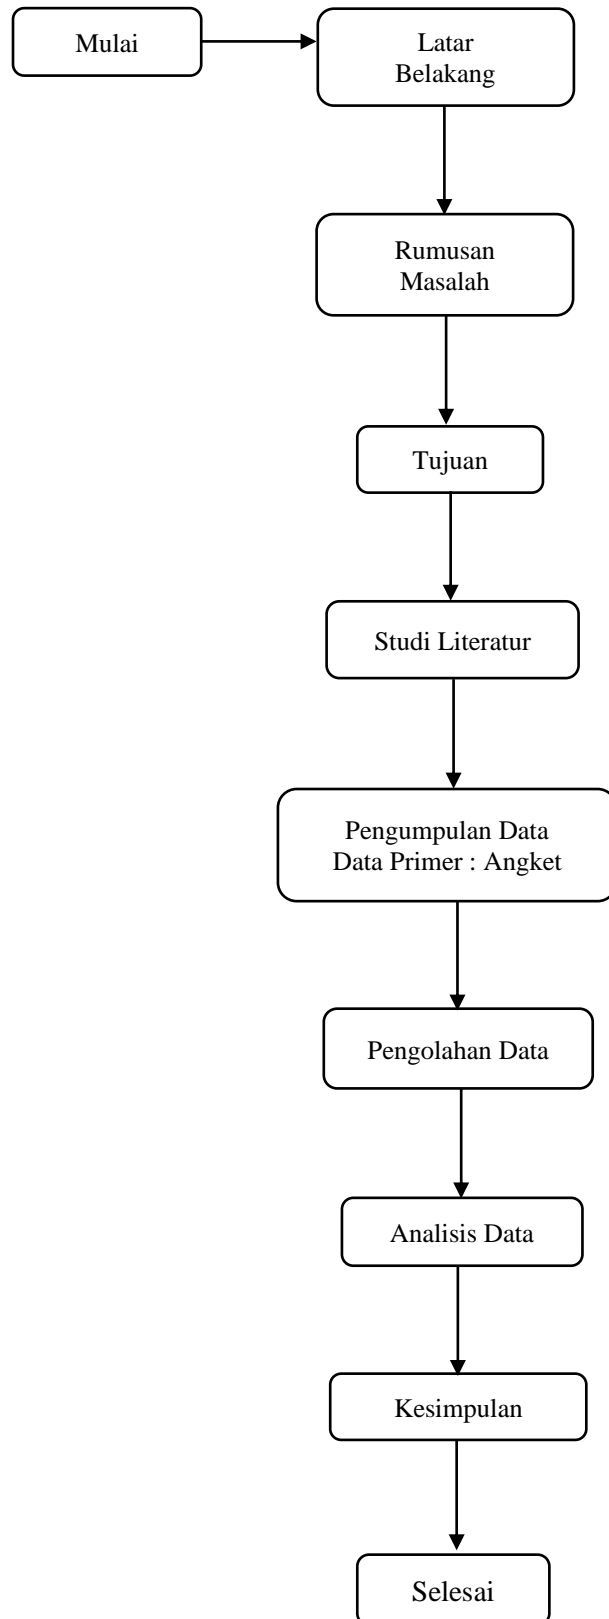 Mulai
Latar
Belakang
Rumusan
Masalah
Tujuan
Studi Literatur
Pengumpulan Data
Data Primer : Angket
Pengolahan Data
Analisis Data
Kesimpulan
Selesai